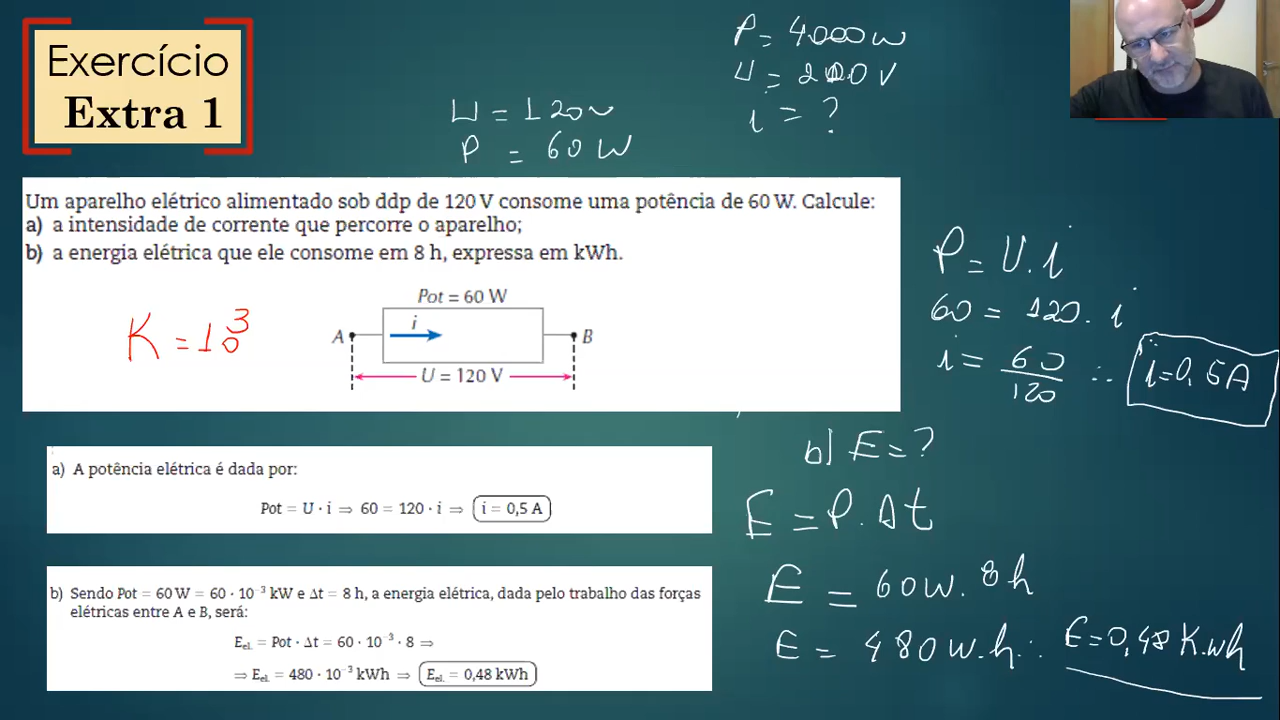 Exercício
Extra 1
U = 120 v
P = 60 W
P = 4000 w
i = ?
Um aparelho elétrico alimentado sob ddp de 120 V consome uma potência de 60 W. Calcule:
a) a intensidade de corrente que percorre o aparelho;
b) a energia elétrica que ele consome em 8 h, expressa em kWh.
K = 10³
Pot = 60 W
i
A
B
U = 120 V
P = U . i
60 = 120 . i
i = 60/120 ∴ i = 0,5A
a) A potência elétrica é dada por:
Pot = U · i ⇒ 60 = 120 · i ⇒ i = 0,5 A
b) Sendo Pot = 60 W = 60 · 10⁻³ kW e Δt = 8 h, a energia elétrica, dada pelo trabalho das forças
elétricas entre A e B, será:
Eel. = Pot · Δt = 60 · 10⁻³ · 8 ⇒
⇒ Eel. = 480 · 10⁻³ kWh ⇒ Eel. = 0,48 kWh
b) E = ?
E = P . Δt
E = 60w . 8h
E = 480 w.h ∴ E = 0,48 K.wh